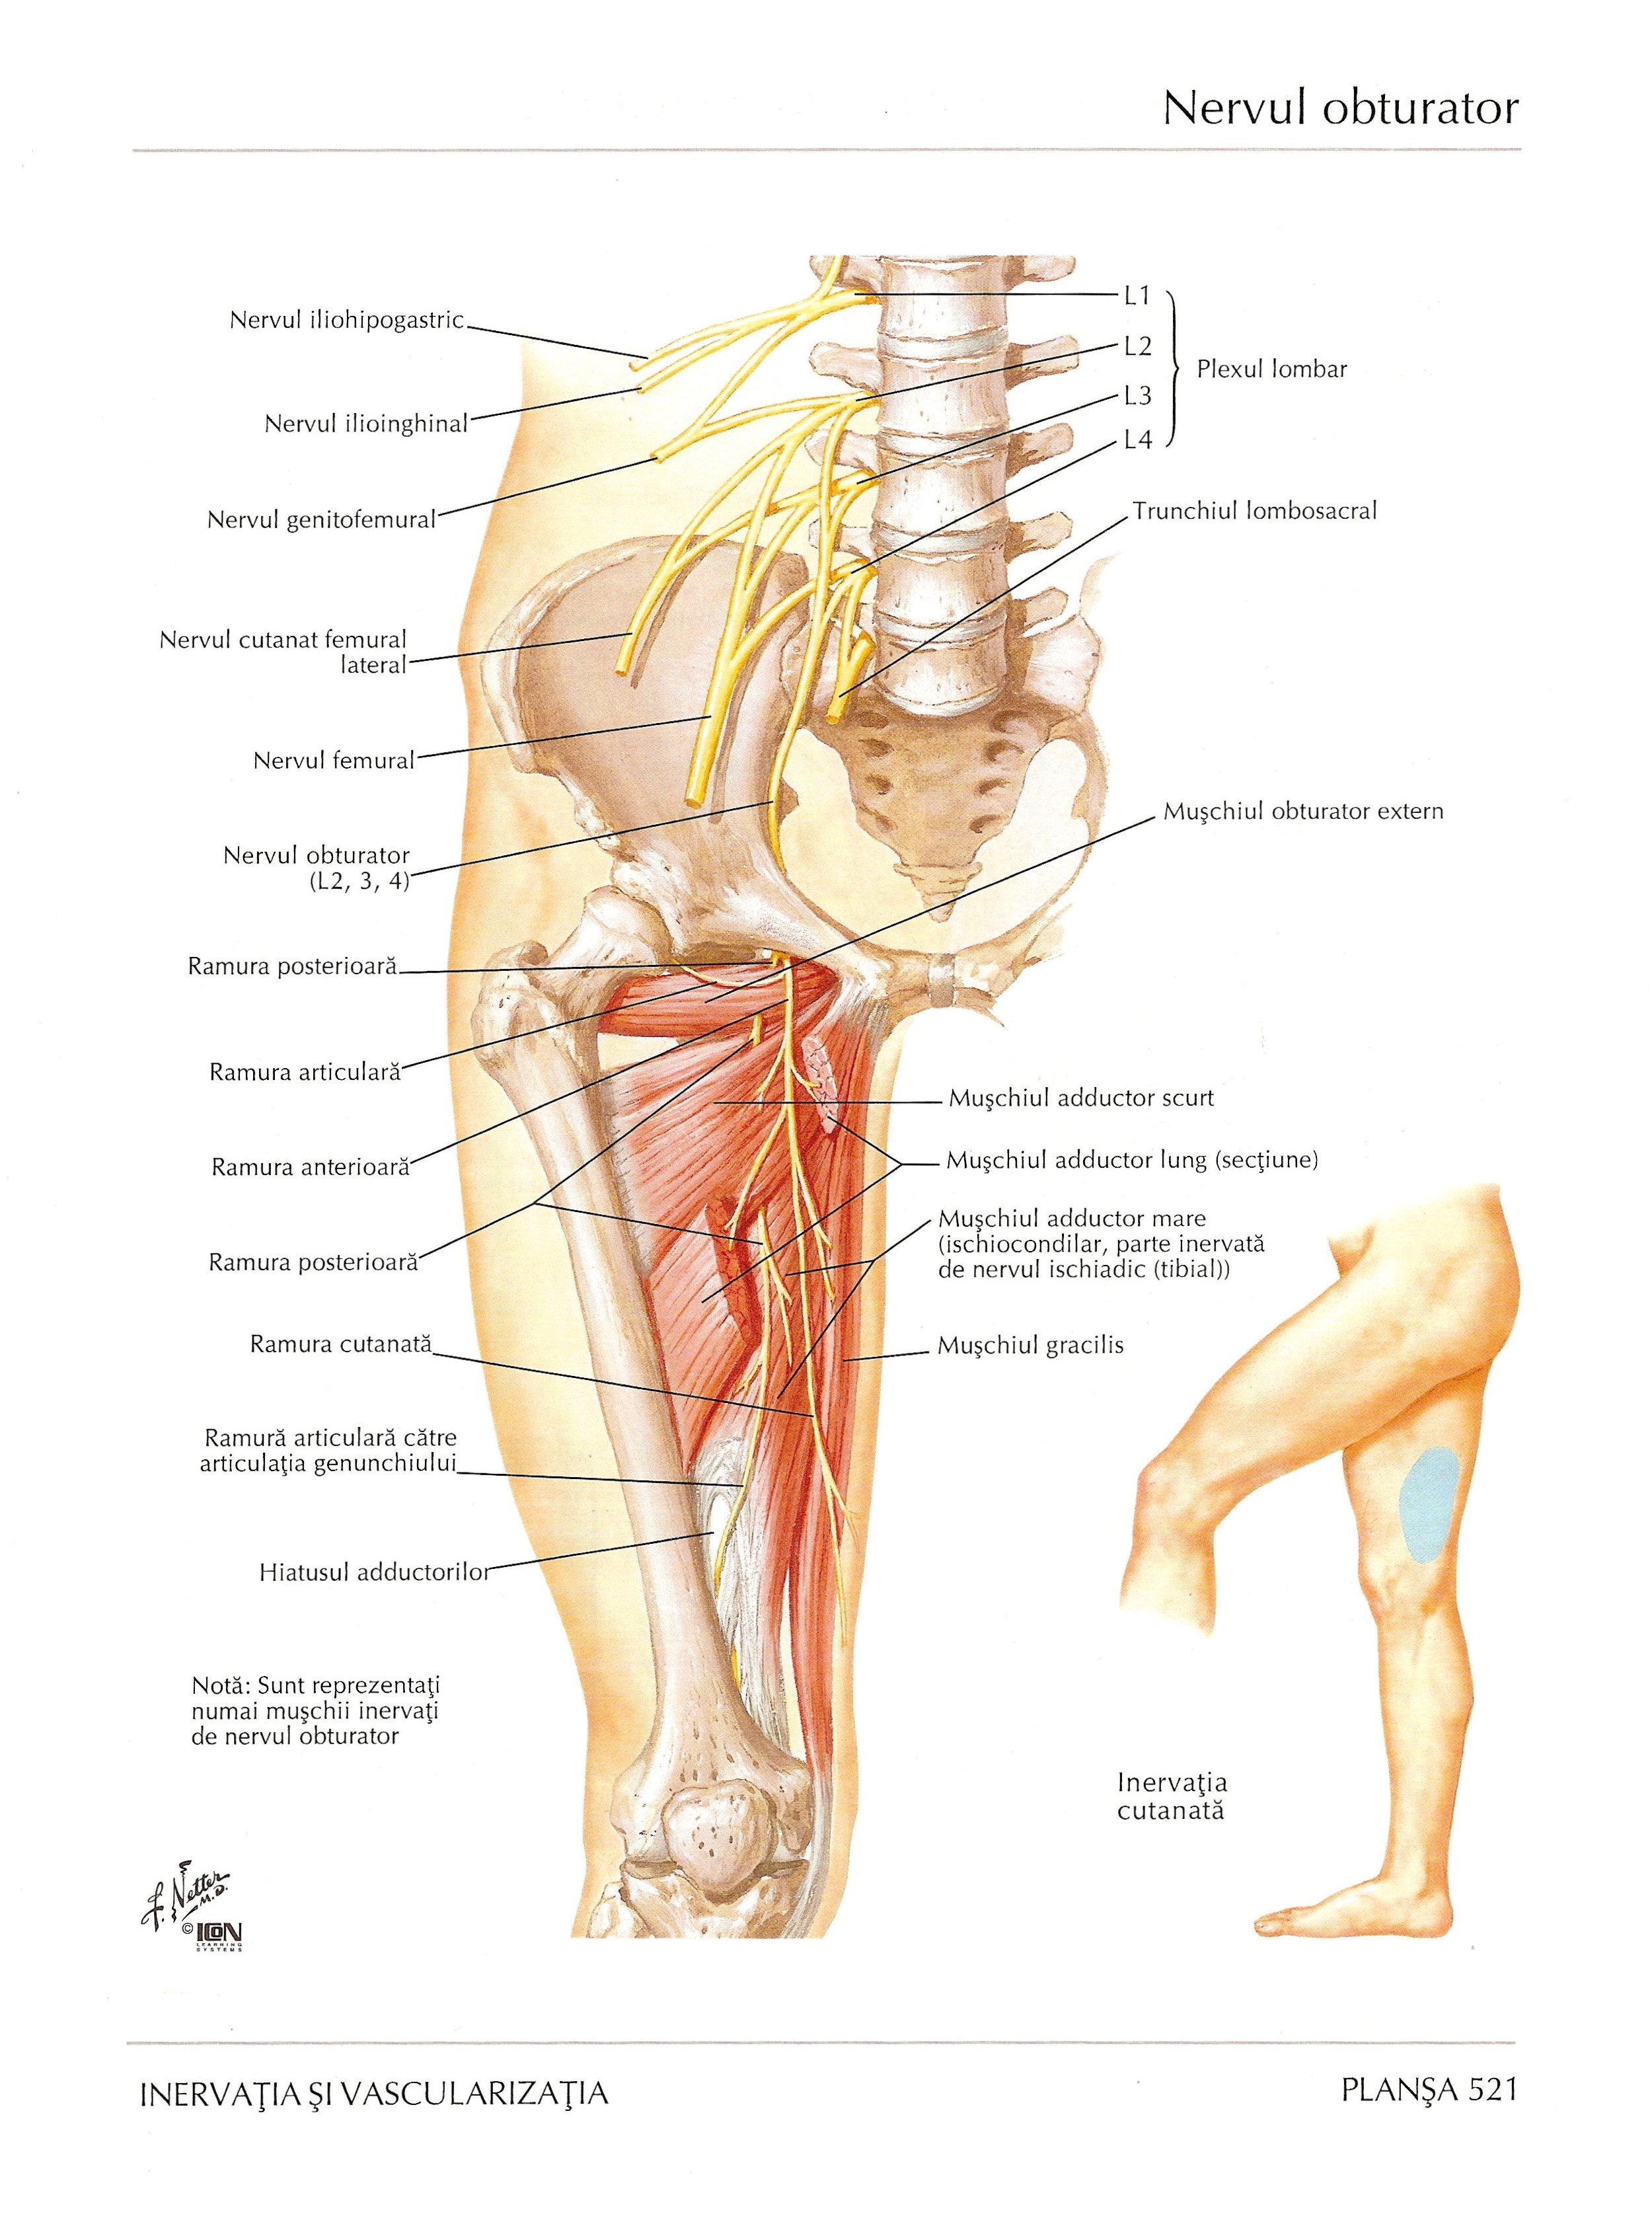 Nervul obturator
Nervul iliohipogastric
Nervul ilioinghinal
Nervul genitofemural
Nervul cutanat femural
lateral
Nervul femural
Nervul obturator
(L2, 3, 4)
Ramura posterioară
Ramura articulară
Ramura anterioară
Ramura posterioară
Ramura cutanată
Ramură articulară către
articulaţia genunchiului
Hiatusul adductorilor
Notă: Sunt reprezentaţi
numai muşchii inervaţi
de nervul obturator
L1
L2
L3
L4
Plexul lombar
Trunchiul lombosacral
Muşchiul obturator extern
Muşchiul adductor scurt
Muşchiul adductor lung (secţiune)
Muşchiul adductor mare
(ischiocondilar, parte inervată
de nervul ischiadic (tibial))
Muşchiul gracilis
Inervaţia
cutanată
F. Netter
M.D.
© ICON
LEARNING
SYSTEMS
INERVAŢIA ŞI VASCULARIZAŢIA
PLANŞA 521